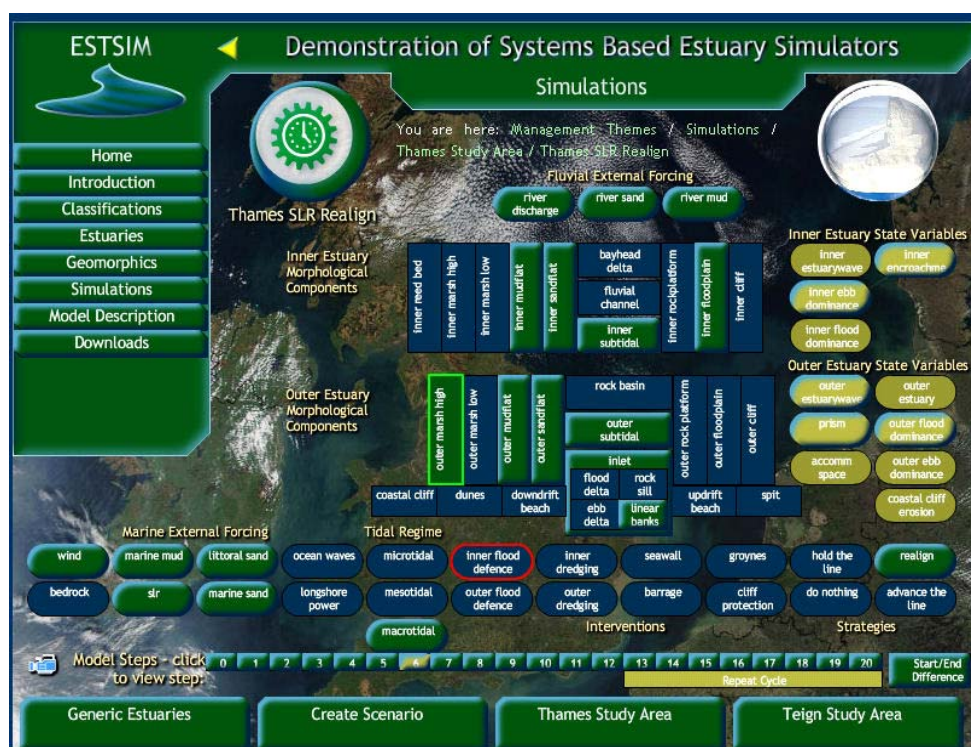 ESTSIM
Demonstration of Systems Based Estuary Simulators
Simulations
You are here: Management Themes / Simulations /
Thames Study Area / Thames SLR Realign
Home
Introduction
Classifications
Estuaries
Geomorphics
Simulations
Model Description
Downloads
Thames SLR Realign
Fluvial External Forcing
river
discharge
river sand
river mud
Inner Estuary
Morphological
Components
inner reed bed
inner marsh high
inner marsh low
inner mudflat
inner sandflat
bayhead
delta
fluvial
channel
inner
subtidal
inner rockplatform
inner floodplain
inner cliff
Inner Estuary State Variables
inner
estuarywave
inner
encroachme
inner ebb
dominance
inner flood
dominance
Outer Estuary
Morphological
Components
outer marsh high
outer marsh low
outer mudflat
outer sandflat
rock basin
outer
subtidal
inlet
flood
delta
rock
sill
ebb
delta
linear
banks
outer rock platform
outer floodplain
outer cliff
coastal cliff
dunes
downdrift
beach
updrift
beach
spit
Outer Estuary State Variables
outer
estuarywave
outer
estuary
prism
outer flood
dominance
accomm
space
outer ebb
dominance
coastal cliff
erosion
Marine External Forcing
Tidal Regime
wind
marine mud
littoral sand
ocean waves
microtidal
inner flood
defence
inner
dredging
seawall
groynes
hold the
line
realign
bedrock
slr
marine sand
longshore
power
mesotidal
outer flood
defence
outer
dredging
barrage
cliff
protection
do nothing
advance the
line
macrotidal
Interventions
Strategies
Model Steps - click
to view step:
0 1 2 3 4 5 6 7 8 9 10 11 12 13 14 15 16 17 18 19 20
Repeat Cycle
Start/End
Difference
Generic Estuaries
Create Scenario
Thames Study Area
Teign Study Area